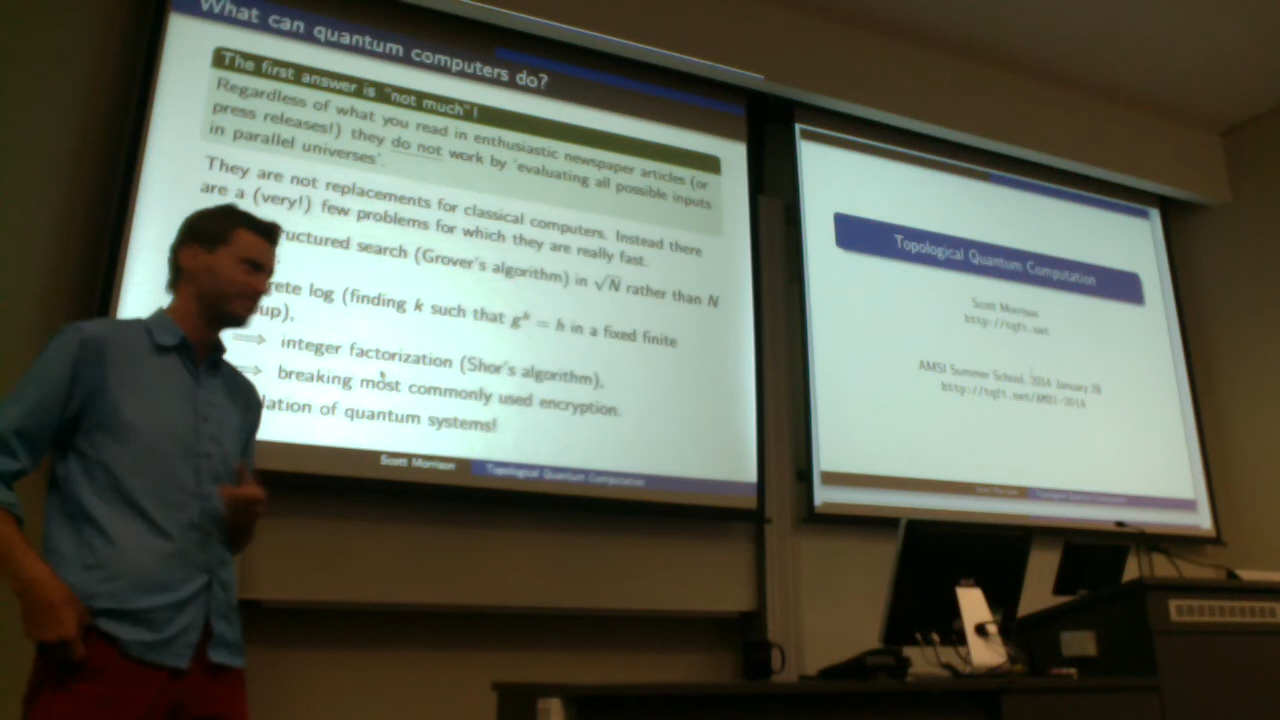 What can quantum computers do?
The first answer is "not much"!
Regardless of what you read in enthusiastic newspaper articles (or
press releases!) they do not work by 'evaluating all possible inputs
in parallel universes'.
They are not replacements for classical computers. Instead there
are a (very!) few problems for which they are really fast.
ructured search (Grover's algorithm) in √N rather than N
rete log (finding k such that g^k = h in a fixed finite
oup),
⟹ integer factorization (Shor's algorithm),
⟹ breaking most commonly used encryption.
lation of quantum systems!
Scott Morrison Topological Quantum Computation
Topological Quantum Computation
Scott Morrison
http://tqft.net
AMSI Summer School, 2014 January
http://tqft.net/AMSI-2014
Scott Morrison Topological Quantum Computation